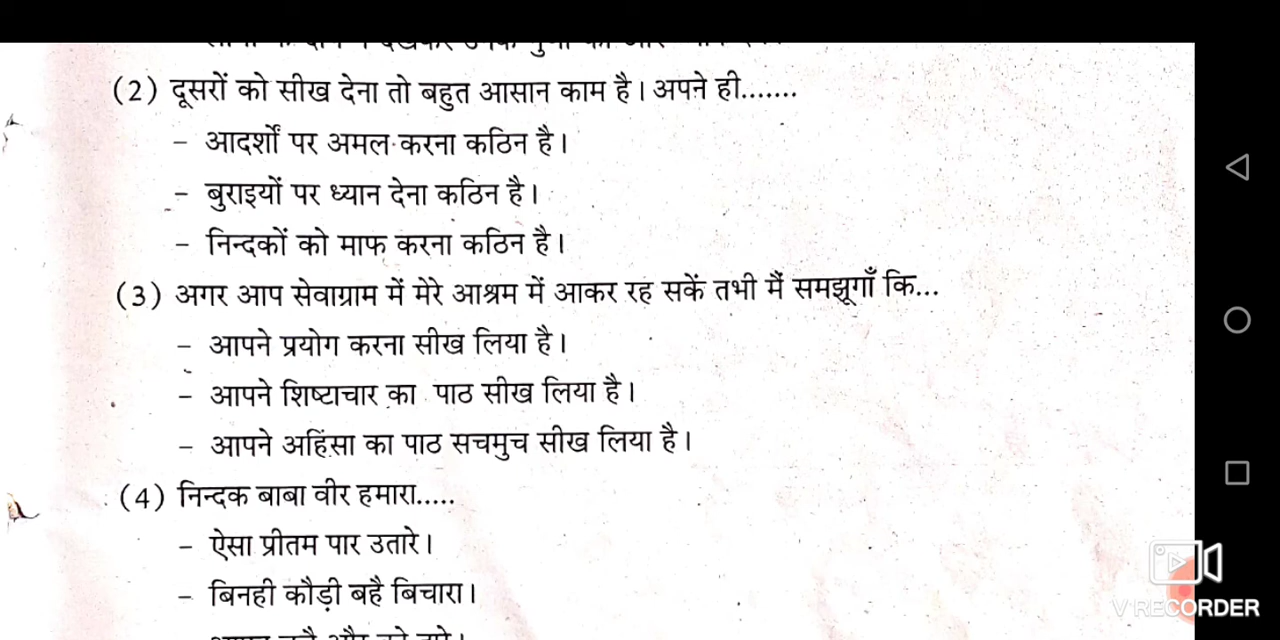 (2) दूसरों को सीख देना तो बहुत आसान काम है। अपने ही.......
- आदर्शों पर अमल करना कठिन है।
- बुराइयों पर ध्यान देना कठिन है।
- निन्दकों को माफ करना कठिन है।
(3) अगर आप सेवाग्राम में मेरे आश्रम में आकर रह सकें तभी मैं समझूगाँ कि...
- आपने प्रयोग करना सीख लिया है।
- आपने शिष्टाचार का पाठ सीख लिया है।
- आपने अहिंसा का पाठ सचमुच सीख लिया है।
(4) निन्दक बाबा वीर हमारा.....
- ऐसा प्रीतम पार उतारे।
- बिनही कौड़ी बहै बिचारा।
V RECORDER